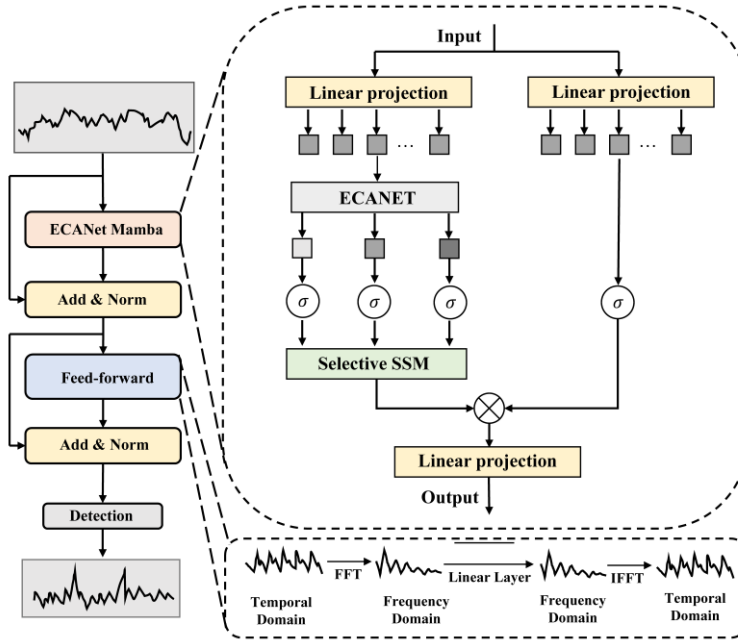 Input
Linear projection
Linear projection
...
...
ECANET
σ
σ
σ
σ
Selective SSM
Linear projection
Output
ECANet Mamba
Add & Norm
Feed-forward
Add & Norm
Detection
FFT
Linear Layer
IFFT
Temporal
Domain
Frequency
Domain
Frequency
Domain
Temporal
Domain